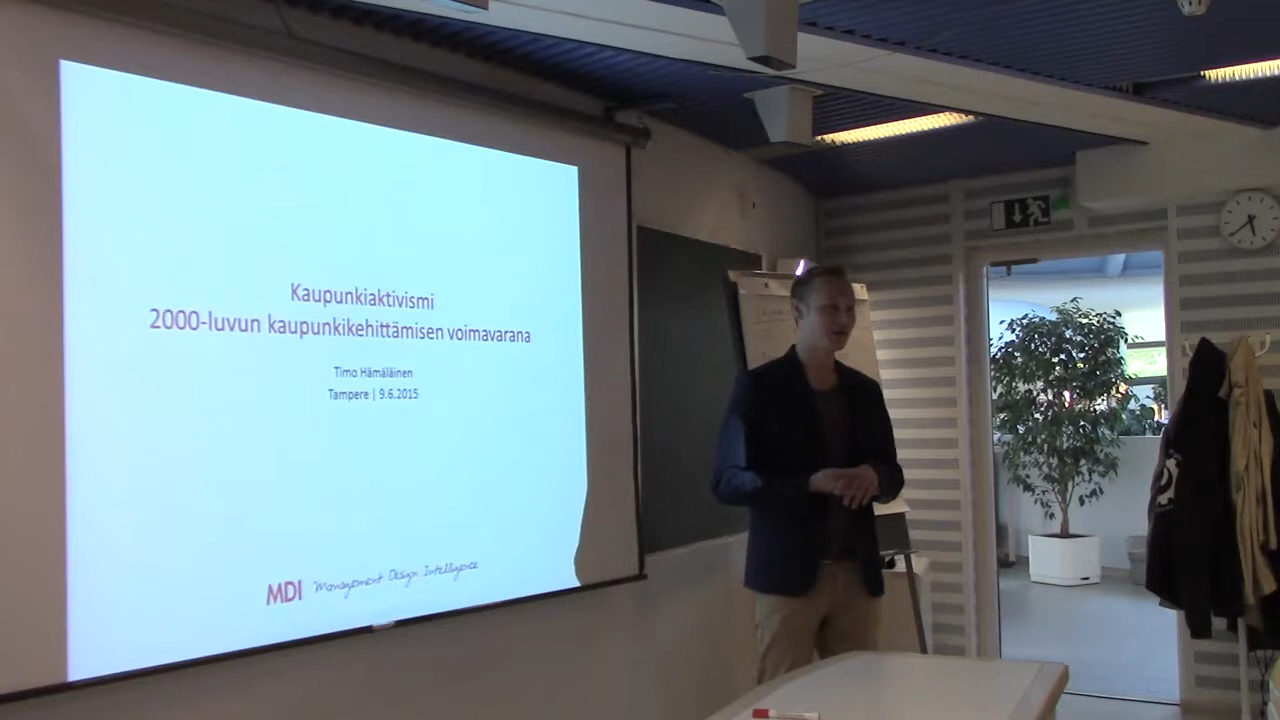 Kaupunkiaktivismi
2000-luvun kaupunkikehittämisen voimavarana
Timo Hämäläinen
Tampere | 9.6.2015
MDI Management Design Intelligence